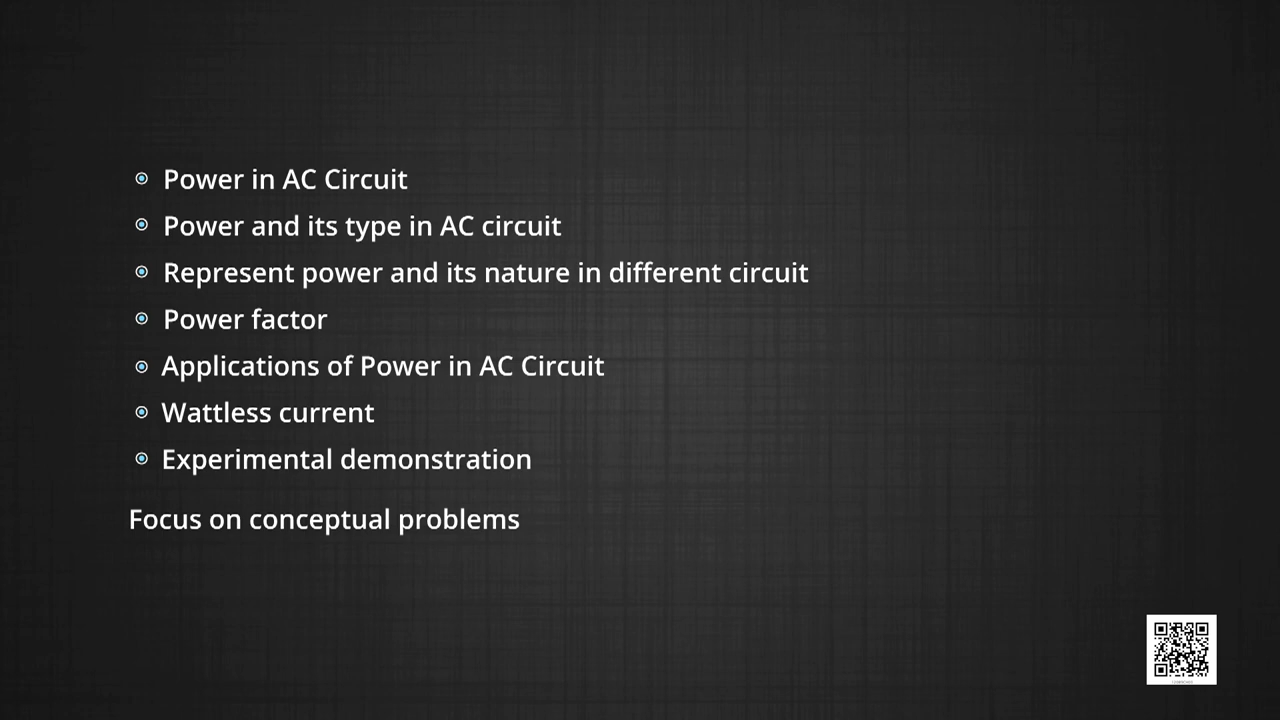 Power in AC Circuit
Power and its type in AC circuit
Represent power and its nature in different circuit
Power factor
Applications of Power in AC Circuit
Wattless current
Experimental demonstration
Focus on conceptual problems